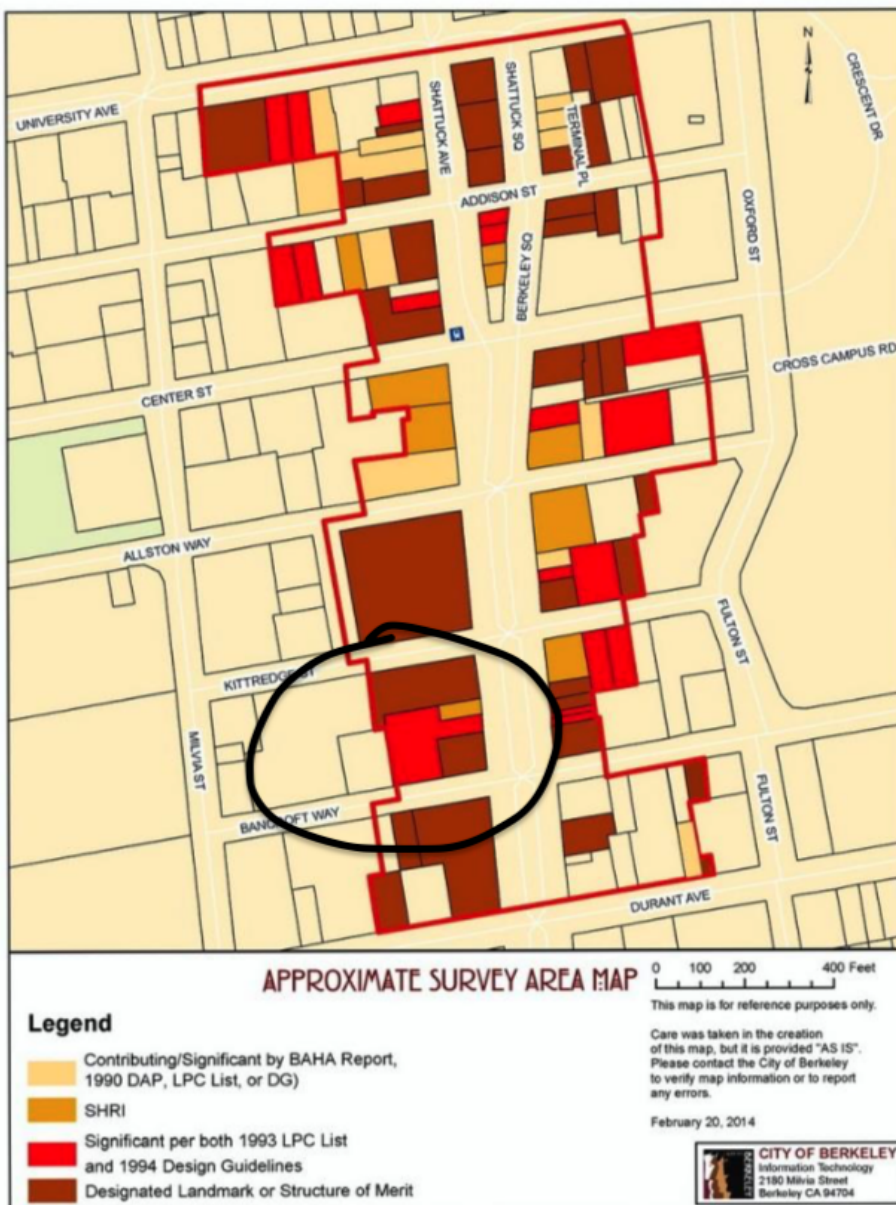 N
UNIVERSITY AVE
SHATTUCK AVE
SHATTUCK SQ
TERMINAL PL
CRESCENT DR
ADDISON ST
OXFORD ST
BERKELEY SQ
CENTER ST
CROSS CAMPUS RD
ALLSTON WAY
FULTON ST
KITTREDGE ST
MILVIA ST
BANCROFT WAY
FULTON ST
DURANT AVE
APPROXIMATE SURVEY AREA MAP
0 100 200 400 Feet
This map is for reference purposes only.
Care was taken in the creation
of this map, but it is provided "AS IS".
Please contact the City of Berkeley
to verify map information or to report
any errors.
February 20, 2014
Legend
Contributing/Significant by BAHA Report,
1990 DAP, LPC List, or DG)
SHRI
Significant per both 1993 LPC List
and 1994 Design Guidelines
Designated Landmark or Structure of Merit
CITY OF BERKELEY
Information Technology
2180 Milvia Street
Berkeley CA 94704